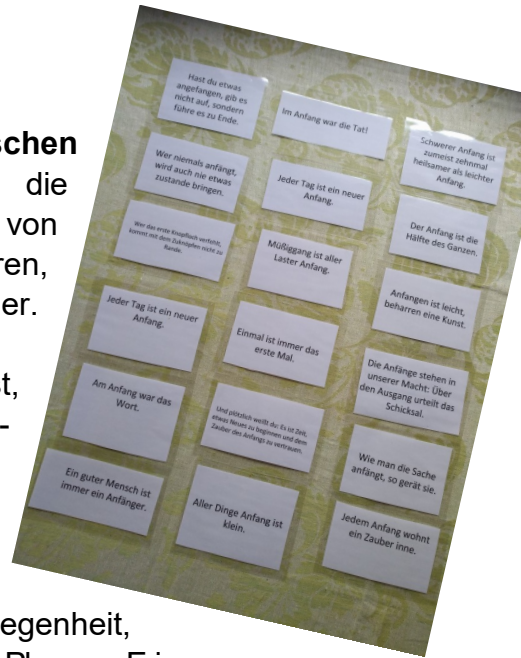 schen
die
von
ren,
er.
t,
-
Hast du etwas
angefangen, gib es
nicht auf, sondern
führe es zu Ende.
Wer niemals anfängt,
wird auch nie etwas
zustande bringen.
Wer das erste Knopfloch verfehlt,
kommt mit dem Zuknöpfen nicht zu
Rande.
Jeder Tag ist ein neuer
Anfang.
Am Anfang war das
Wort.
Ein guter Mensch ist
immer ein Anfänger.
Im Anfang war die Tat!
Jeder Tag ist ein neuer
Anfang.
Müßiggang ist aller
Laster Anfang.
Einmal ist immer das
erste Mal.
Und plötzlich weißt du: Es ist Zeit,
etwas Neues zu beginnen und dem
Zauber des Anfangs zu vertrauen.
Aller Dinge Anfang ist
klein.
Schwerer Anfang ist
zumeist zehnmal
heilsamer als leichter
Anfang.
Der Anfang ist die
Hälfte des Ganzen.
Anfangen ist leicht,
beharren eine Kunst.
Die Anfänge stehen in
unserer Macht: Über
den Ausgang urteilt das
Schicksal.
Wie man die Sache
anfängt, so gerät sie.
Jedem Anfang wohnt
ein Zauber inne.
egenheit,